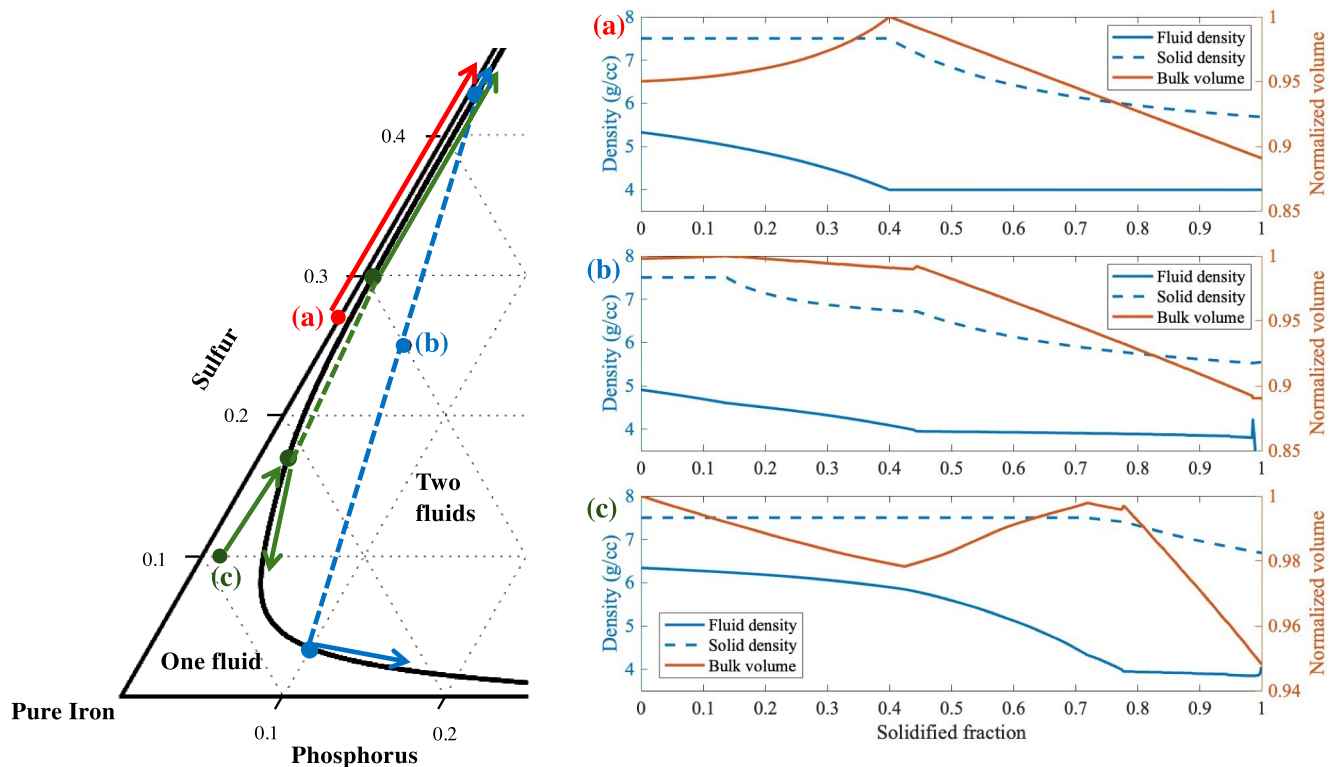 0.4
0.3
(a)
(b)
Sulfur
0.2
Two
fluids
0.1
(c)
One fluid
Pure Iron
0.1
0.2
Phosphorus
(a)
8
7
6
5
4
Density (g/cc)
Fluid density
Solid density
Bulk volume
1
0.95
0.9
0.85
Normalized volume
0 0.1 0.2 0.3 0.4 0.5 0.6 0.7 0.8 0.9 1
(b)
8
7
6
5
4
Density (g/cc)
Fluid density
Solid density
Bulk volume
1
0.95
0.9
0.85
Normalized volume
0 0.1 0.2 0.3 0.4 0.5 0.6 0.7 0.8 0.9 1
(c)
8
7
6
5
4
Density (g/cc)
Fluid density
Solid density
Bulk volume
1
0.98
0.96
0.94
Normalized volume
0 0.1 0.2 0.3 0.4 0.5 0.6 0.7 0.8 0.9 1
Solidified fraction